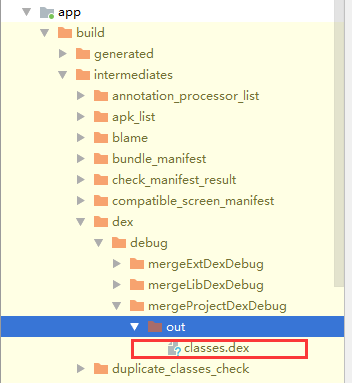 app
build
generated
intermediates
annotation_processor_list
apk_list
blame
bundle_manifest
check_manifest_result
compatible_screen_manifest
dex
debug
mergeExtDexDebug
mergeLibDexDebug
mergeProjectDexDebug
out
classes.dex
duplicate_classes_check